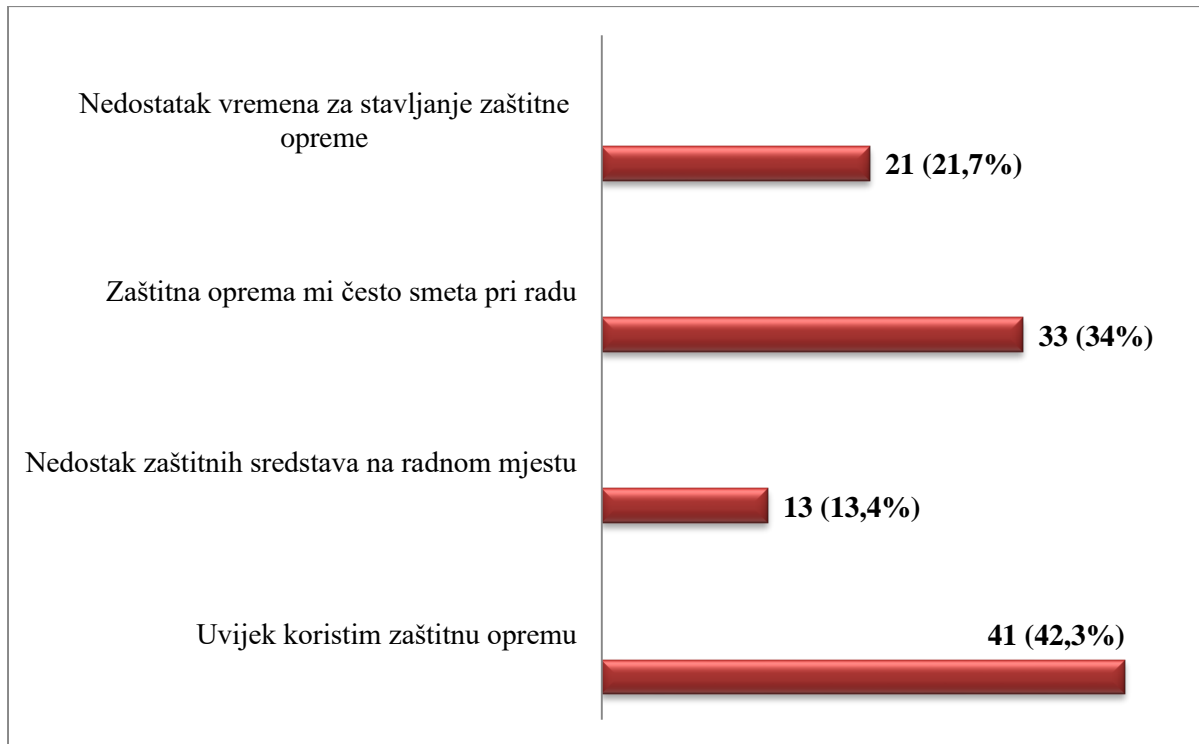 Nedostatak vremena za stavljanje zaštitne
opreme
21 (21,7%)
Zaštitna oprema mi često smeta pri radu
33 (34%)
Nedostak zaštitnih sredstava na radnom mjestu
13 (13,4%)
Uvijek koristim zaštitnu opremu
41 (42,3%)